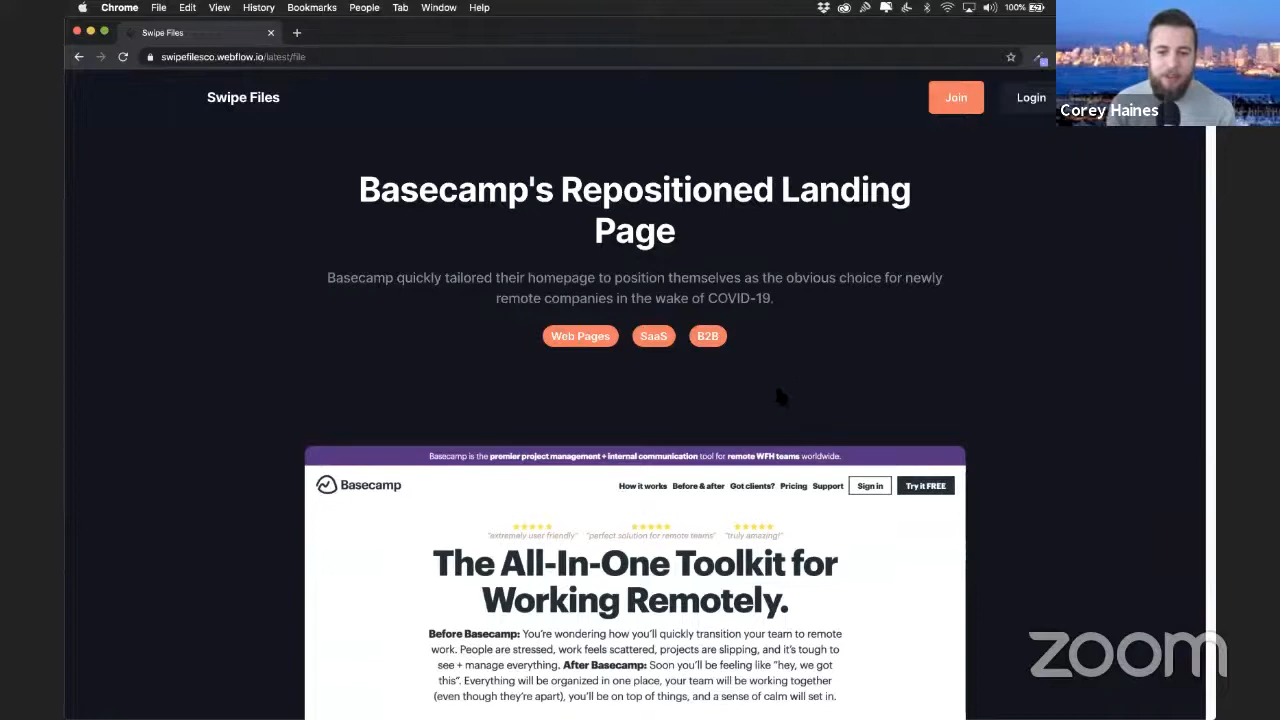 Chrome File Edit View History Bookmarks People Tab Window Help 100%
Swipe Files
swipefilesco.webflow.io/latest/file
Swipe Files
Join
Login
Corey Haines
Basecamp's Repositioned Landing
Page
Basecamp quickly tailored their homepage to position themselves as the obvious choice for newly
remote companies in the wake of COVID-19.
Web Pages SaaS B2B
Basecamp is the premier project management + internal communication tool for remote WFH teams worldwide.
Basecamp
How it works Before & after Got clients? Pricing Support Sign in Try it FREE
"extremely user friendly" "perfect solution for remote teams" "truly amazing!"
The All-In-One Toolkit for
Working Remotely.
Before Basecamp: You're wondering how you'll quickly transition your team to remote
work. People are stressed, work feels scattered, projects are slipping, and it's tough to
see + manage everything. After Basecamp: Soon you'll be feeling like "hey, we got
this". Everything will be organized in one place, your team will be working together
(even though they're apart), you'll be on top of things, and a sense of calm will set in.
zoom